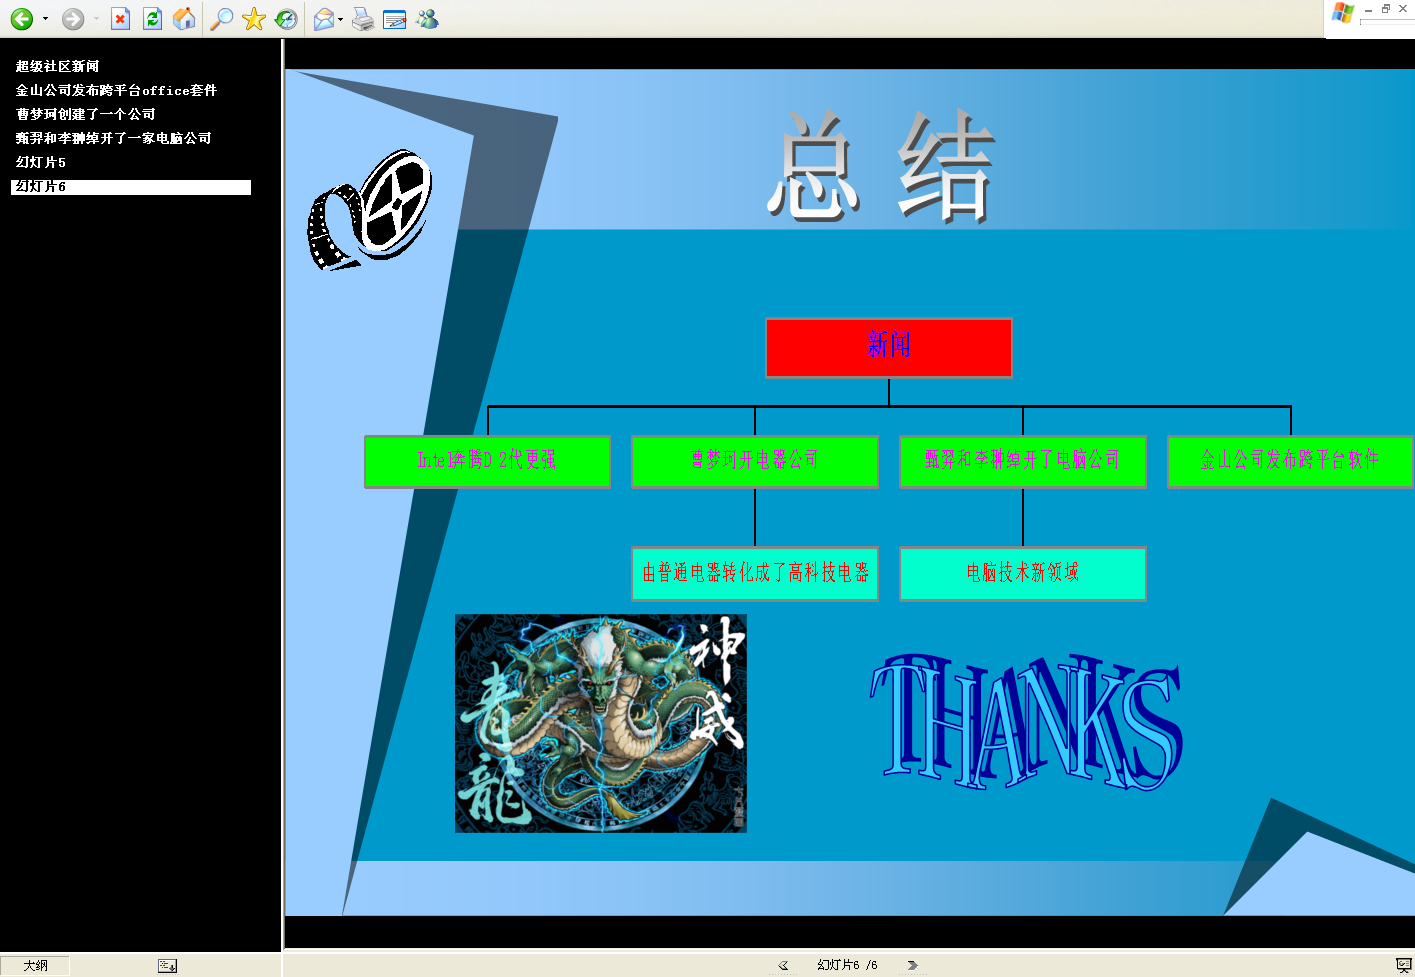 超级社区新闻
金山公司发布跨平台office套件
曹梦珂创建了一个公司
甄羿和李翀绰开了一家电脑公司
幻灯片5
幻灯片6
总结
新闻
Intel奔腾D 2代更强
曹梦珂开电器公司
甄羿和李翀绰开了电脑公司
金山公司发布跨平台软件
由普通电器转化成了高科技电器
电脑技术新领域
神威
青龍
THANKS
大纲
幻灯片6 /6